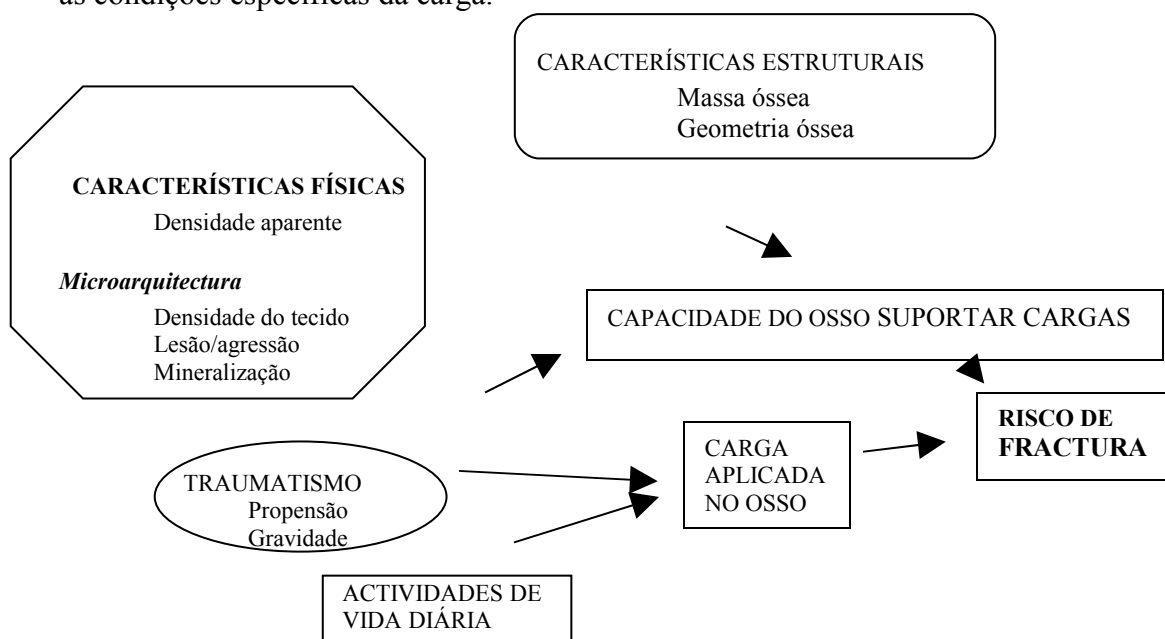 as condições específicas da carga.
CARACTERÍSTICAS ESTRUTURAIS
Massa óssea
Geometria óssea
CARACTERÍSTICAS FÍSICAS
Densidade aparente
Microarquitectura
Densidade do tecido
Lesão/agressão
Mineralização
CAPACIDADE DO OSSO SUPORTAR CARGAS
RISCO DE
FRACTURA
CARGA
APLICADA
NO OSSO
TRAUMATISMO
Propensão
Gravidade
ACTIVIDADES DE
VIDA DIÁRIA